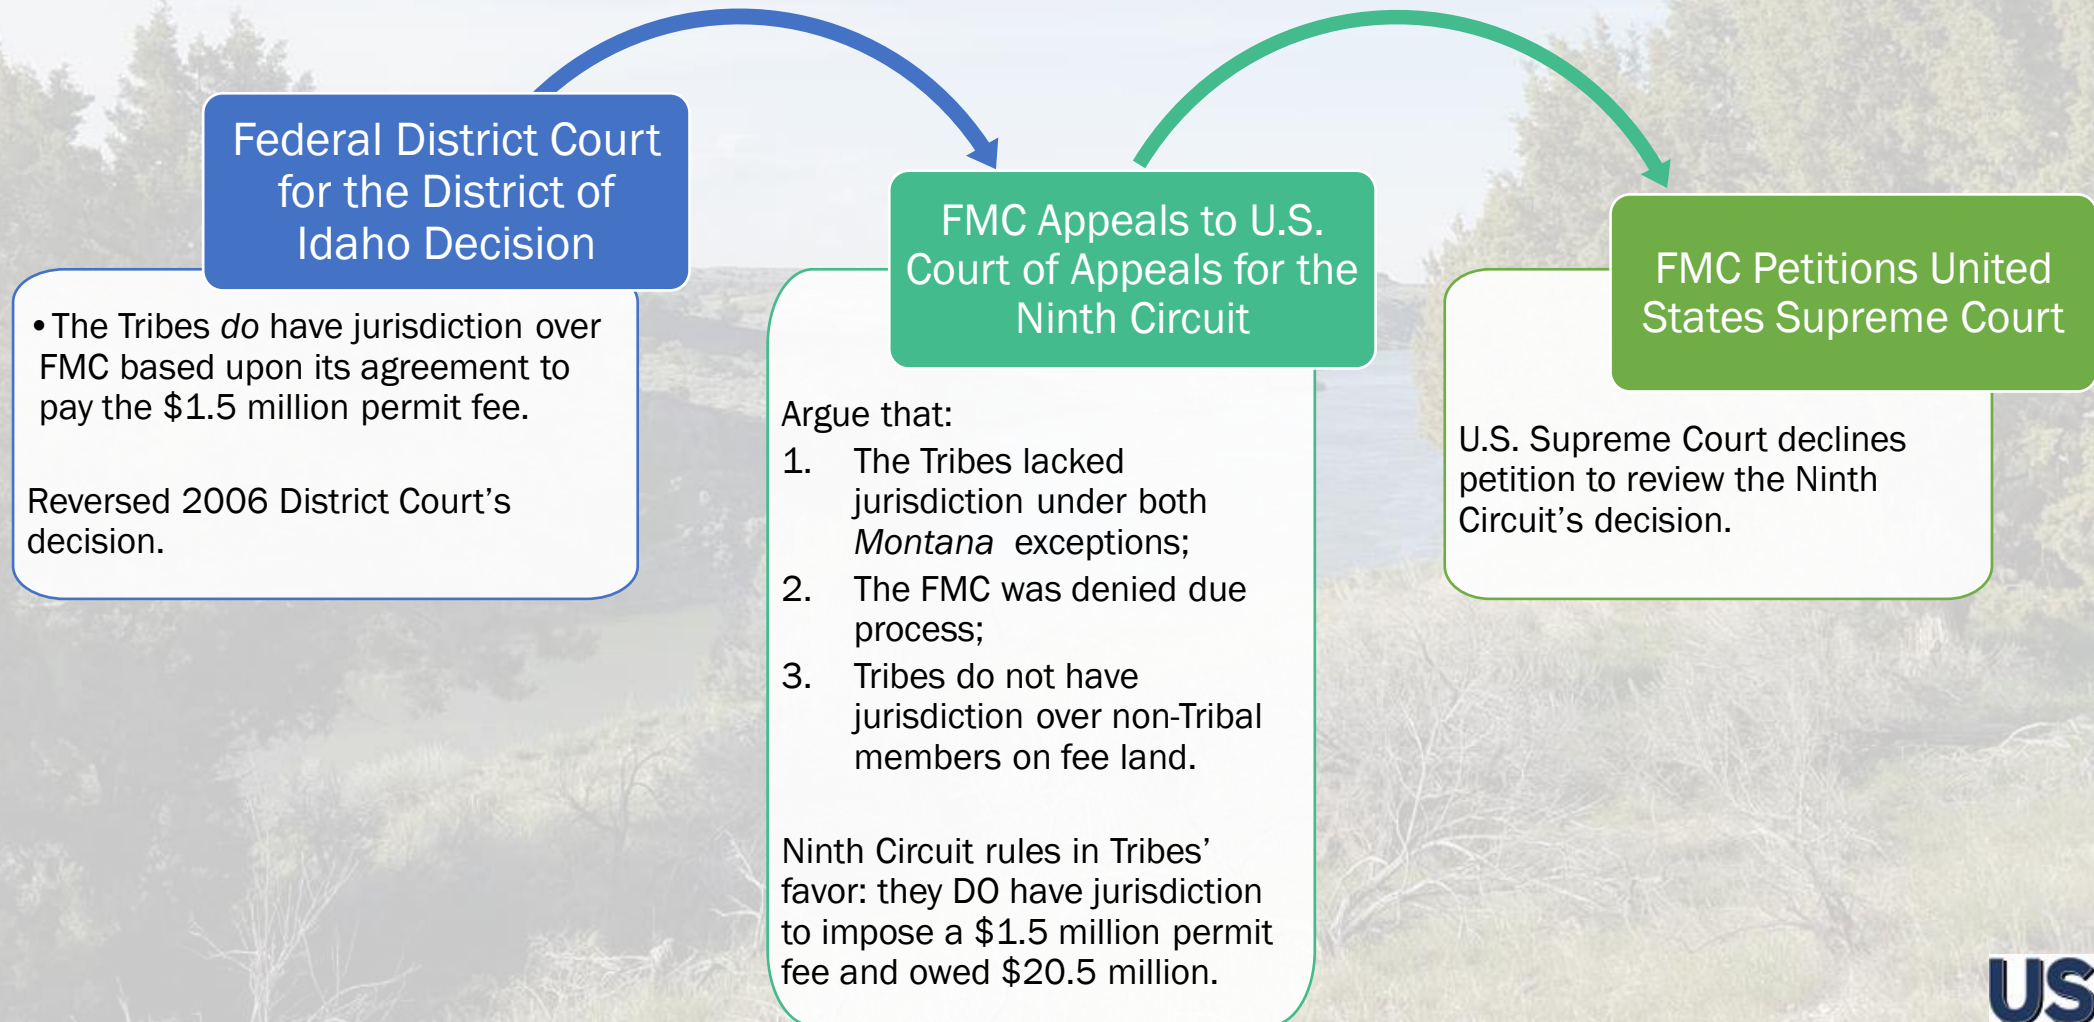 Federal District Court
for the District of
Idaho Decision
•The Tribes do have jurisdiction over
FMC based upon its agreement to
pay the $1.5 million permit fee.
Reversed 2006 District Court’s
decision.
FMC Appeals to U.S.
Court of Appeals for the
Ninth Circuit
Argue that:
1. The Tribes lacked
jurisdiction under both
Montana exceptions;
2. The FMC was denied due
process;
3. Tribes do not have
jurisdiction over non-Tribal
members on fee land.
Ninth Circuit rules in Tribes’
favor: they DO have jurisdiction
to impose a $1.5 million permit
fee and owed $20.5 million.
FMC Petitions United
States Supreme Court
U.S. Supreme Court declines
petition to review the Ninth
Circuit’s decision.
US